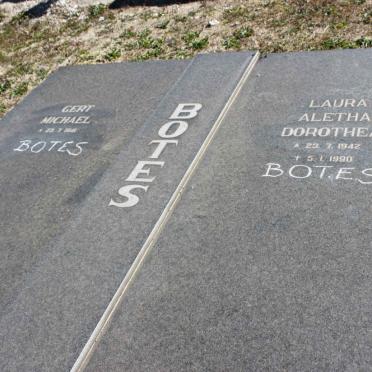 GERT
MICHAEL
BOTES
BOTES
LAURA
ALETHA
DOROTHEA
* 23. 7. 1942
† 5. 1. 1990
BOTES